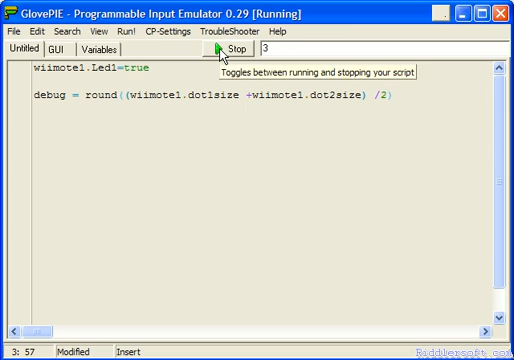 GlovePIE - Programmable Input Emulator 0.29 [Running]
File Edit Search View Run! CP-Settings TroubleShooter Help
Untitled GUI Variables Stop 3
Toggles between running and stopping your script
wiimote1.Led1=true
debug = round((wiimote1.dot1size +wiimote1.dot2size) /2)
3: 57 Modified Insert
Riddlersoft.com